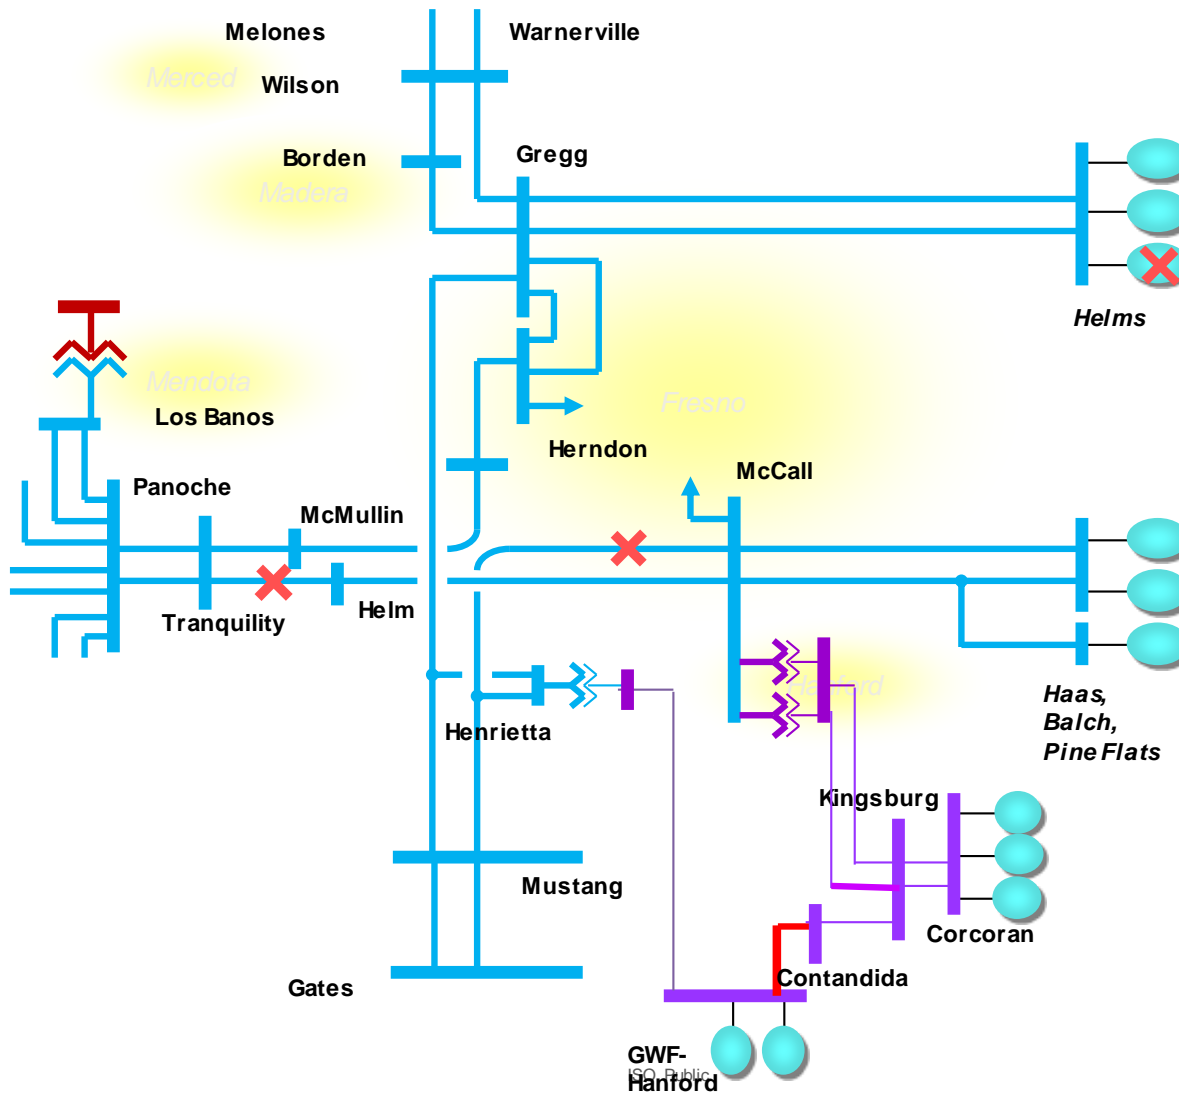 Melones
Warnerville
Merced
Wilson
Borden
Gregg
Madera
Helms
Mendota
Los Banos
Fresno
Herndon
McCall
Panoche
McMullin
Helm
Tranquility
Hanford
Haas,
Balch,
Pine Flats
Henrietta
Kingsburg
Mustang
Corcoran
Contandida
Gates
GWF-
Hanford
ISO Public